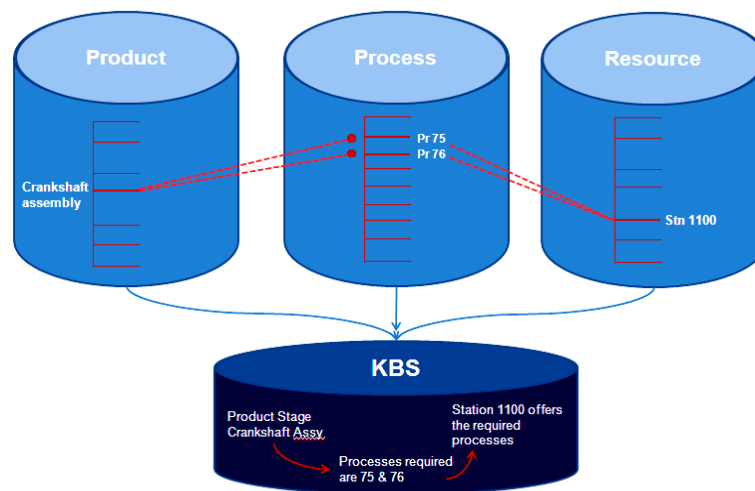 Product
Process
Resource
Pr 75
Pr 76
Crankshaft
assembly
Stn 1100
KBS
Product Stage
Crankshaft Assy
Processes required
are 75 & 76
Station 1100 offers
the required
processes